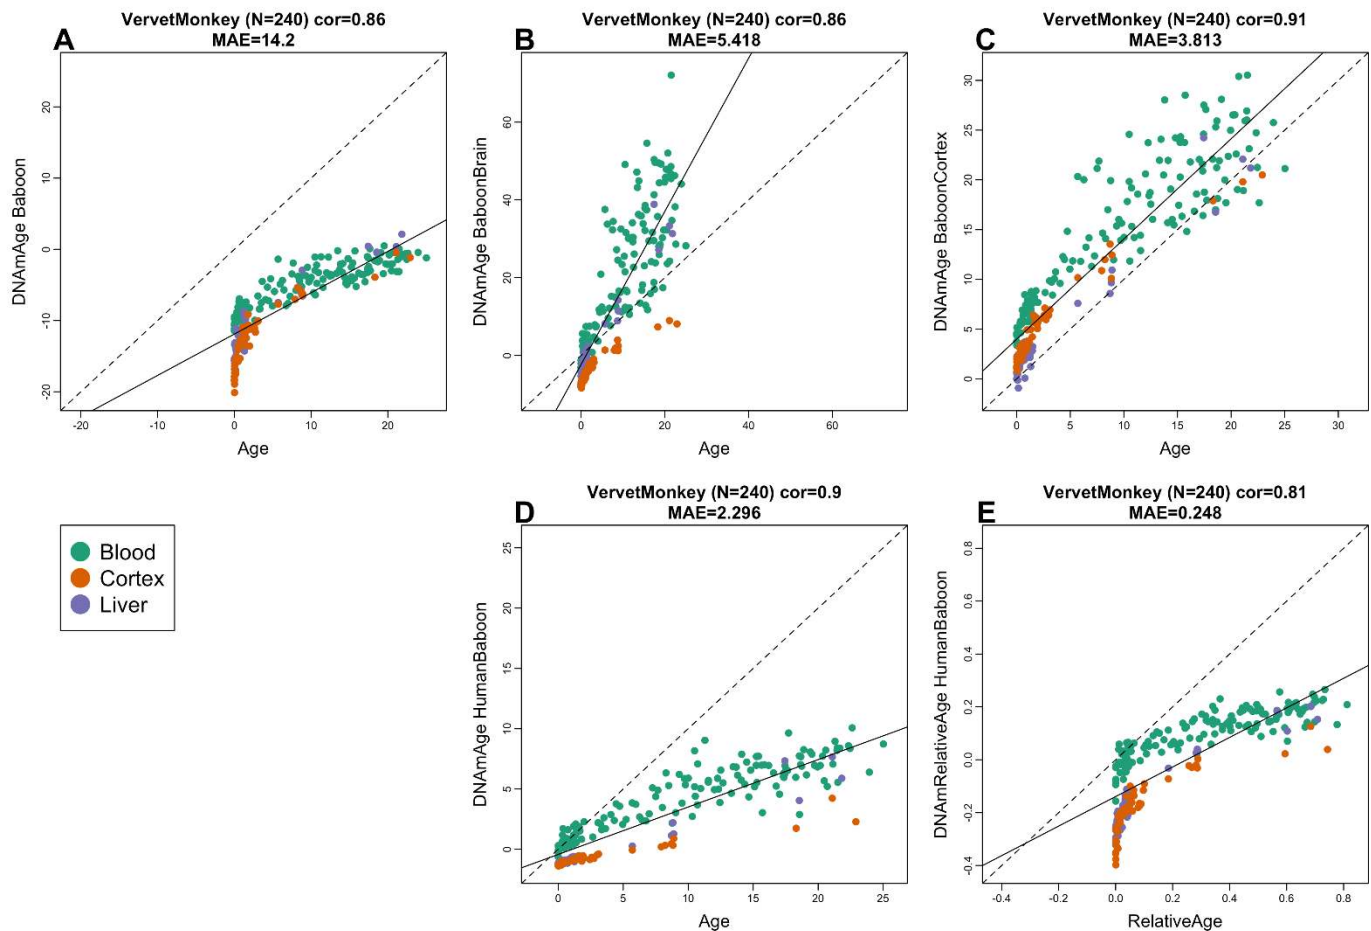 A
VervetMonkey (N=240) cor=0.86
MAE=14.2
DNAmAge Baboon
20
10
0
-10
-20
-20
-10
0
10
20
Age
B
VervetMonkey (N=240) cor=0.86
MAE=5.418
DNAmAge BaboonBrain
60
40
20
0
0
20
40
60
Age
C
VervetMonkey (N=240) cor=0.91
MAE=3.813
DNAmAge BaboonCortex
30
25
20
15
10
5
0
0
5
10
15
20
25
30
Age
Blood
Cortex
Liver
D
VervetMonkey (N=240) cor=0.9
MAE=2.296
DNAmAge HumanBaboon
25
20
15
10
5
0
0
5
10
15
20
25
Age
E
VervetMonkey (N=240) cor=0.81
MAE=0.248
DNAmRelativeAge HumanBaboon
0.8
0.6
0.4
0.2
0.0
-0.2
-0.4
-0.4
-0.2
0.0
0.2
0.4
0.6
0.8
RelativeAge